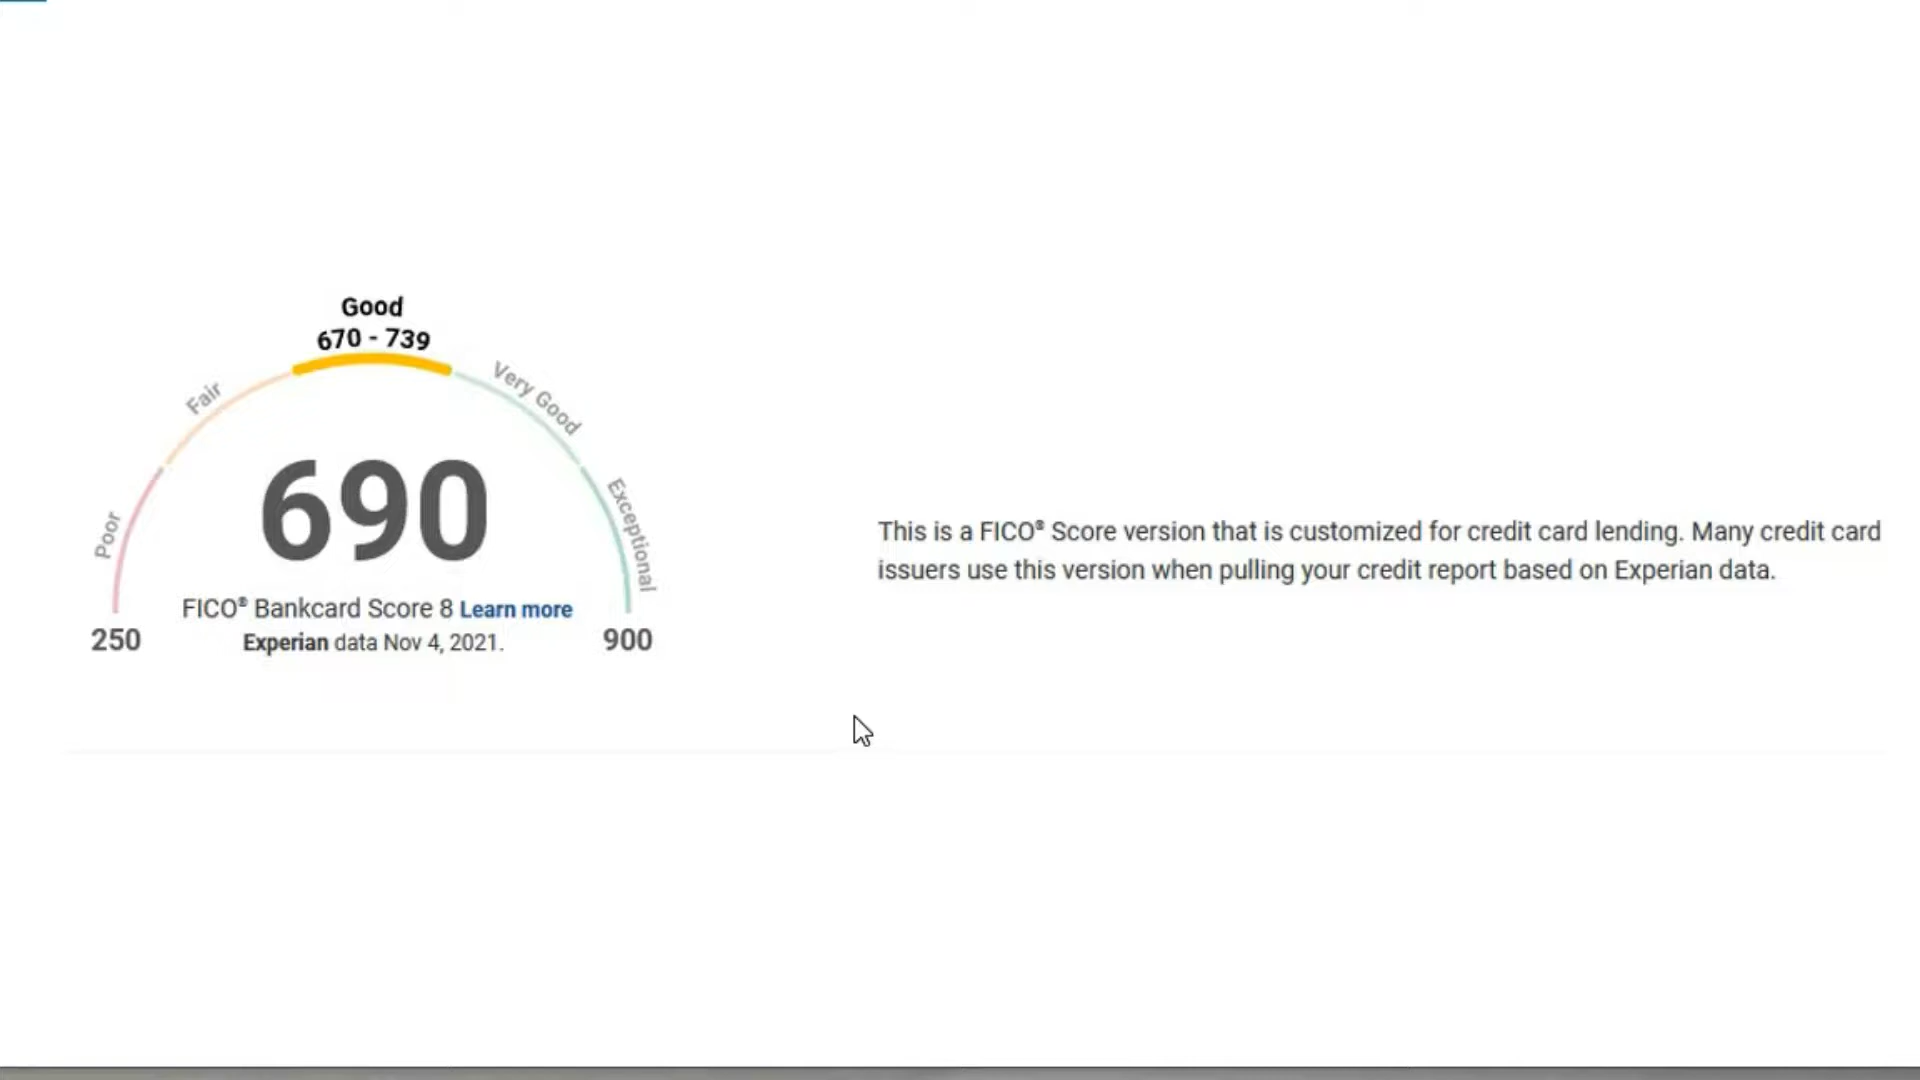 Good
670 - 739
Fair
Very Good
Poor
Exceptional
690
FICO® Bankcard Score 8 Learn more
Experian data Nov 4, 2021.
250
900
This is a FICO® Score version that is customized for credit card lending. Many credit card
issuers use this version when pulling your credit report based on Experian data.